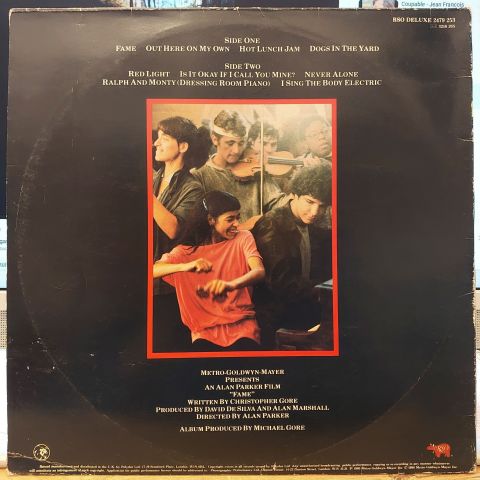 Coupable - Jean François
RSO DELUXE 2479 253
SIDE ONE
FAME OUT HERE ON MY OWN HOT LUNCH JAM DOGS IN THE YARD
SIDE TWO
RED LIGHT IS IT OKAY IF I CALL YOU MINE? NEVER ALONE
RALPH AND MONTY (DRESSING ROOM PIANO) I SING THE BODY ELECTRIC
METRO-GOLDWYN-MAYER
PRESENTS
AN ALAN PARKER FILM
"FAME"
WRITTEN BY CHRISTOPHER GORE
PRODUCED BY DAVID DE SILVA AND ALAN MARSHALL
DIRECTED BY ALAN PARKER
ALBUM PRODUCED BY MICHAEL GORE